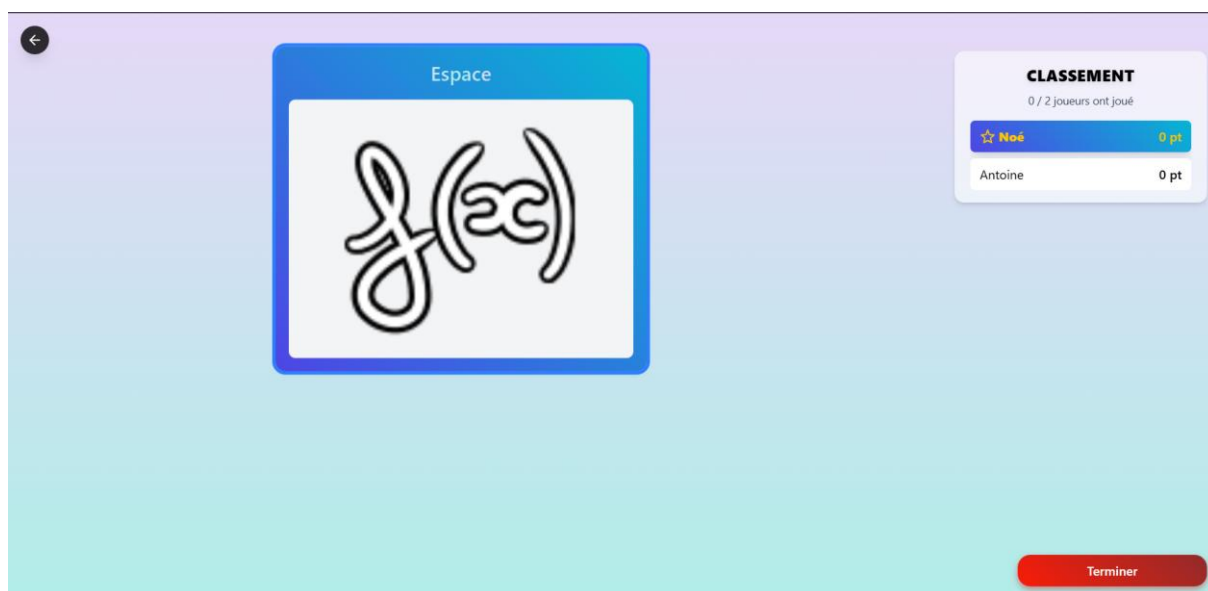 Espace
f(x)
CLASSEMENT
0 / 2 joueurs ont joué
☆ Noé 0 pt
Antoine 0 pt
Terminer